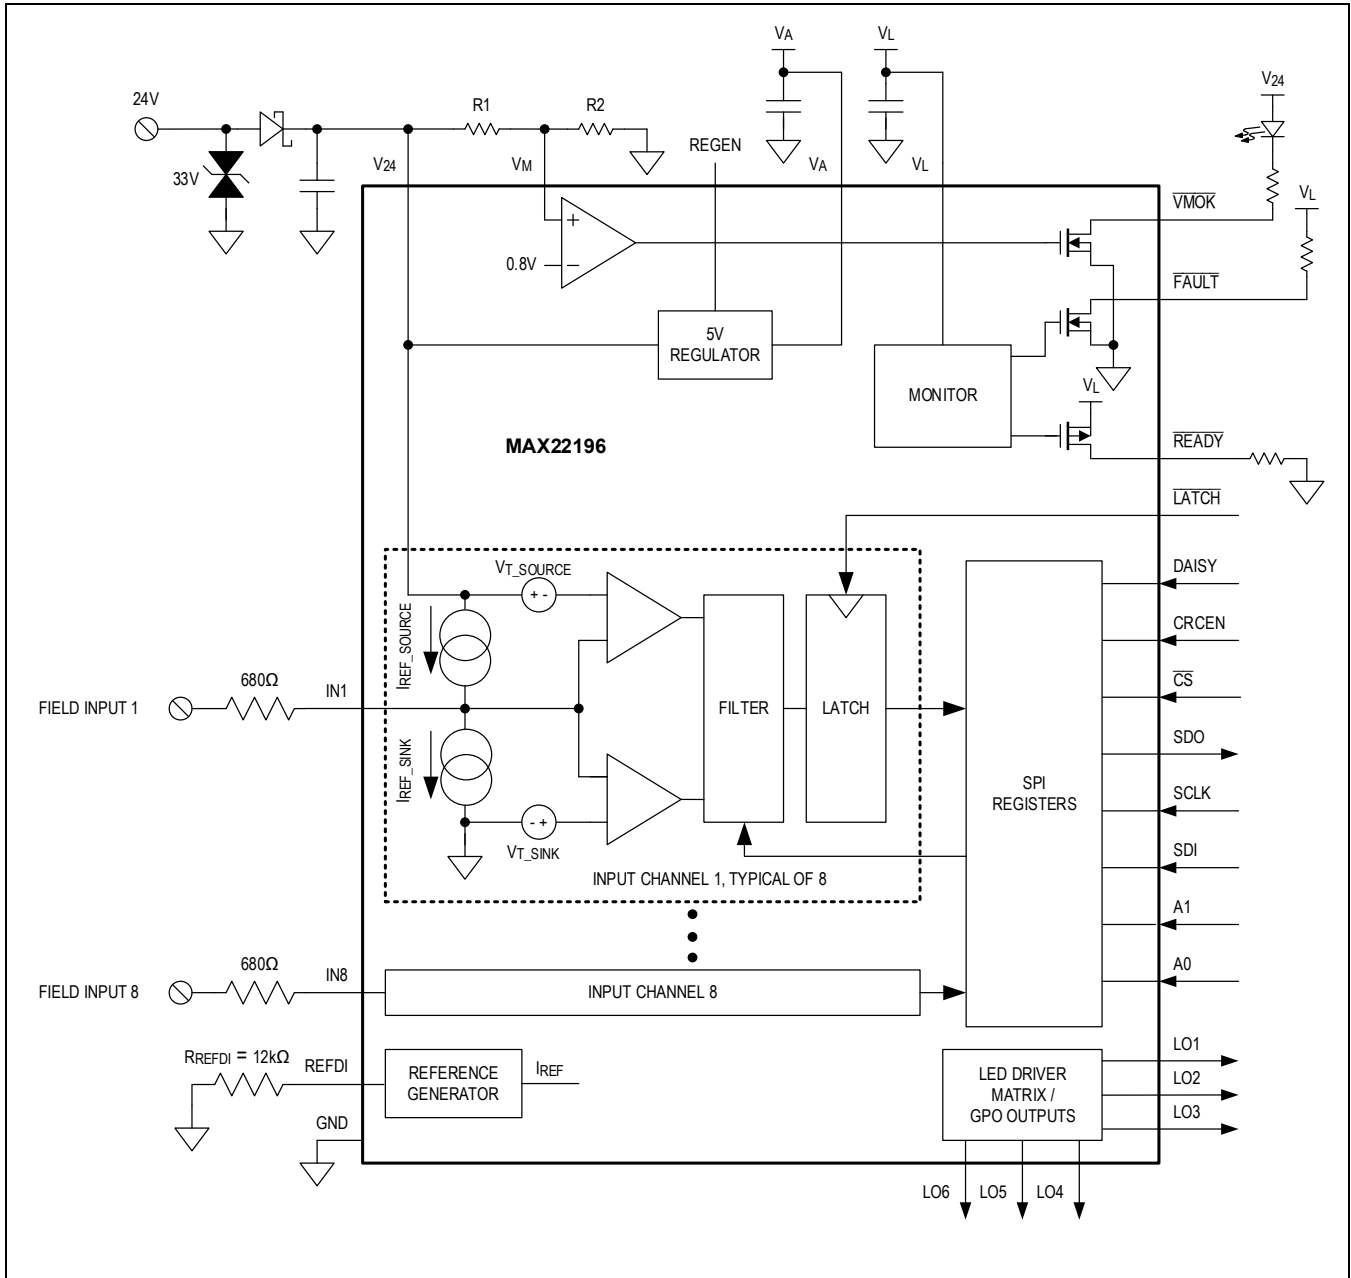 VA
VL
24V
V24
R1
R2
REGEN
33V
V24
VM
VA
VL
VMOK
VL
+
0.8V
−
FAULT
5V
REGULATOR
MONITOR
VL
MAX22196
READY
LATCH
VT_SOURCE
+ -
DAISY
IREF_SOURCE
CRCEN
680Ω
IN1
CS
FIELD INPUT 1
FILTER
LATCH
SDO
IREF_SINK
SPI
REGISTERS
SCLK
- +
VT_SINK
SDI
INPUT CHANNEL 1, TYPICAL OF 8
A1
680Ω
IN8
A0
FIELD INPUT 8
INPUT CHANNEL 8
RREFDI = 12kΩ
REFDI
REFERENCE
GENERATOR
IREF
LED DRIVER
MATRIX /
GPO OUTPUTS
LO1
LO2
LO3
GND
LO6
LO5
LO4